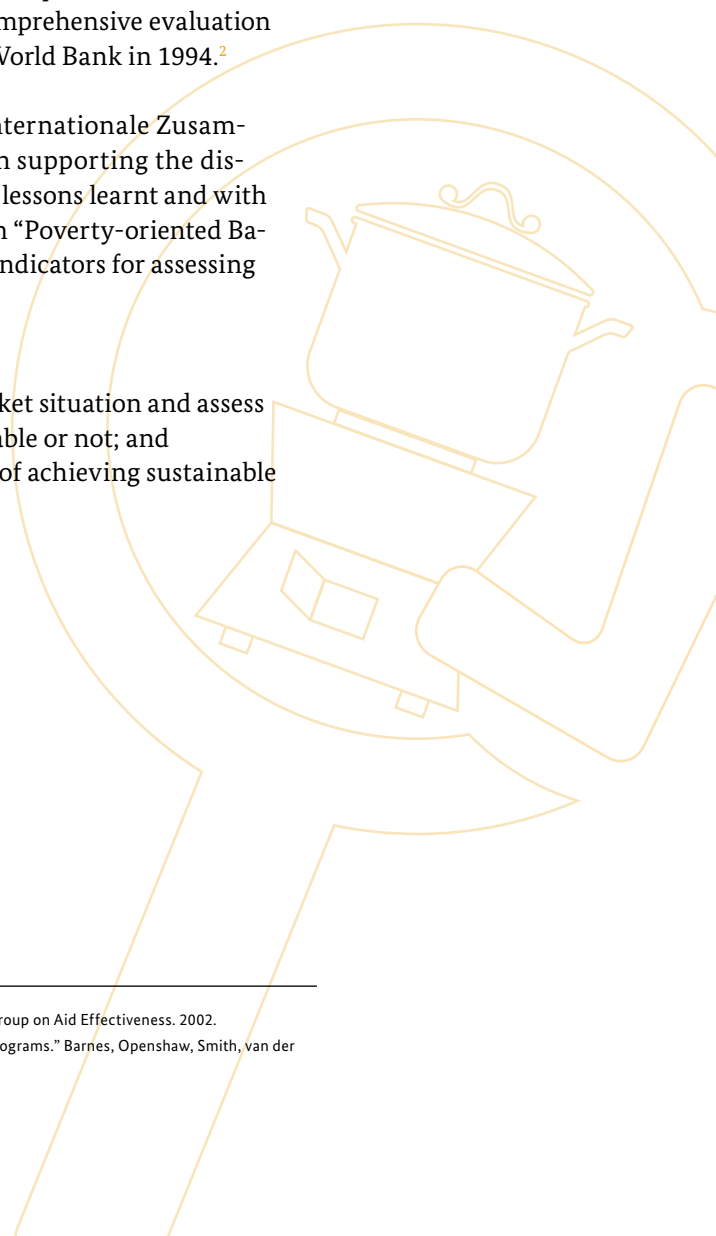 mprehensive evaluation
World Bank in 1994.²
nternationale Zusam-
n supporting the dis-
lessons learnt and with
n “Poverty-oriented Ba-
ndicators for assessing
ket situation and assess
able or not; and
of achieving sustainable
roup on Aid Effectiveness. 2002.
ograms.” Barnes, Openshaw, Smith, van der